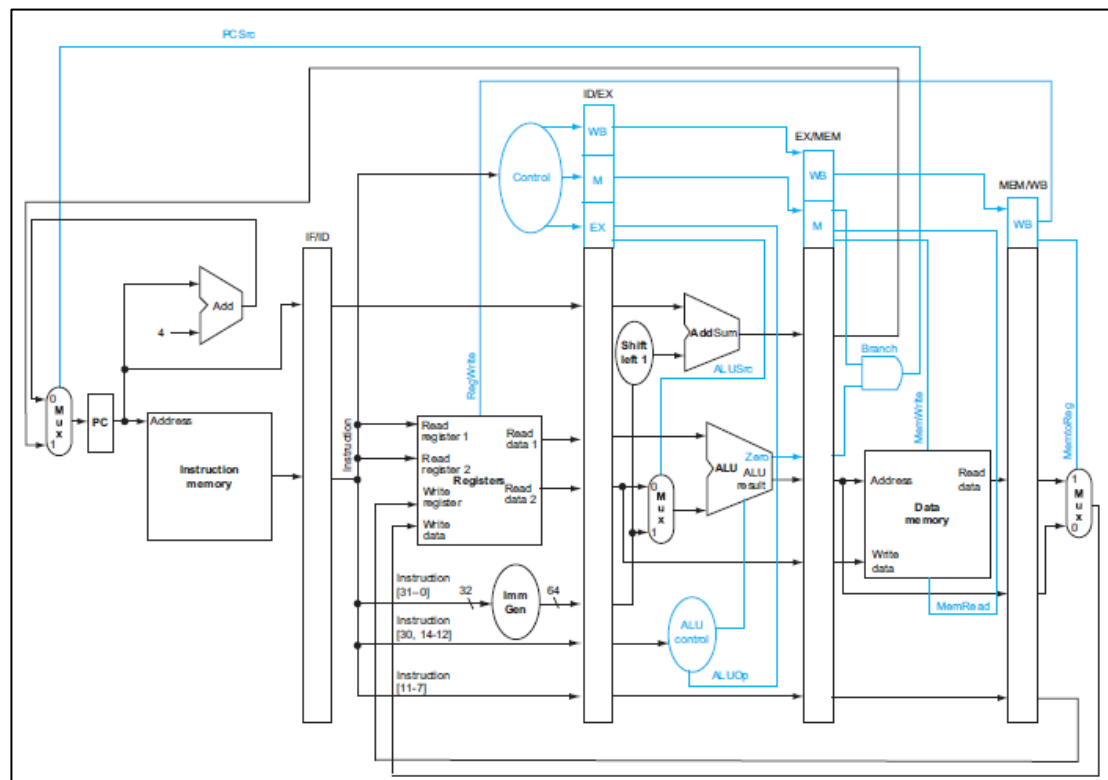 PCSrc
ID/EX
WB
EX/MEM
Control
M
WB
MEM/WB
EX
M
WB
IF/ID
Add
4
Add Sum
Shift
left 1
Branch
ALUSrc
RegWrite
MemWrite
MemtoReg
0
M
u
x
1
PC
Address
Instruction
memory
Instruction
Read
register 1
Read
data 1
Read
register 2
Registers
Write
register
Read
data 2
Write
data
0
M
u
x
1
Zero
ALU
ALU
result
Address
Read
data
Data
memory
Write
data
1
M
u
x
0
MemRead
Instruction
[31–0]
32
Imm
Gen
64
Instruction
[30, 14-12]
ALU
control
ALUOp
Instruction
[11-7]